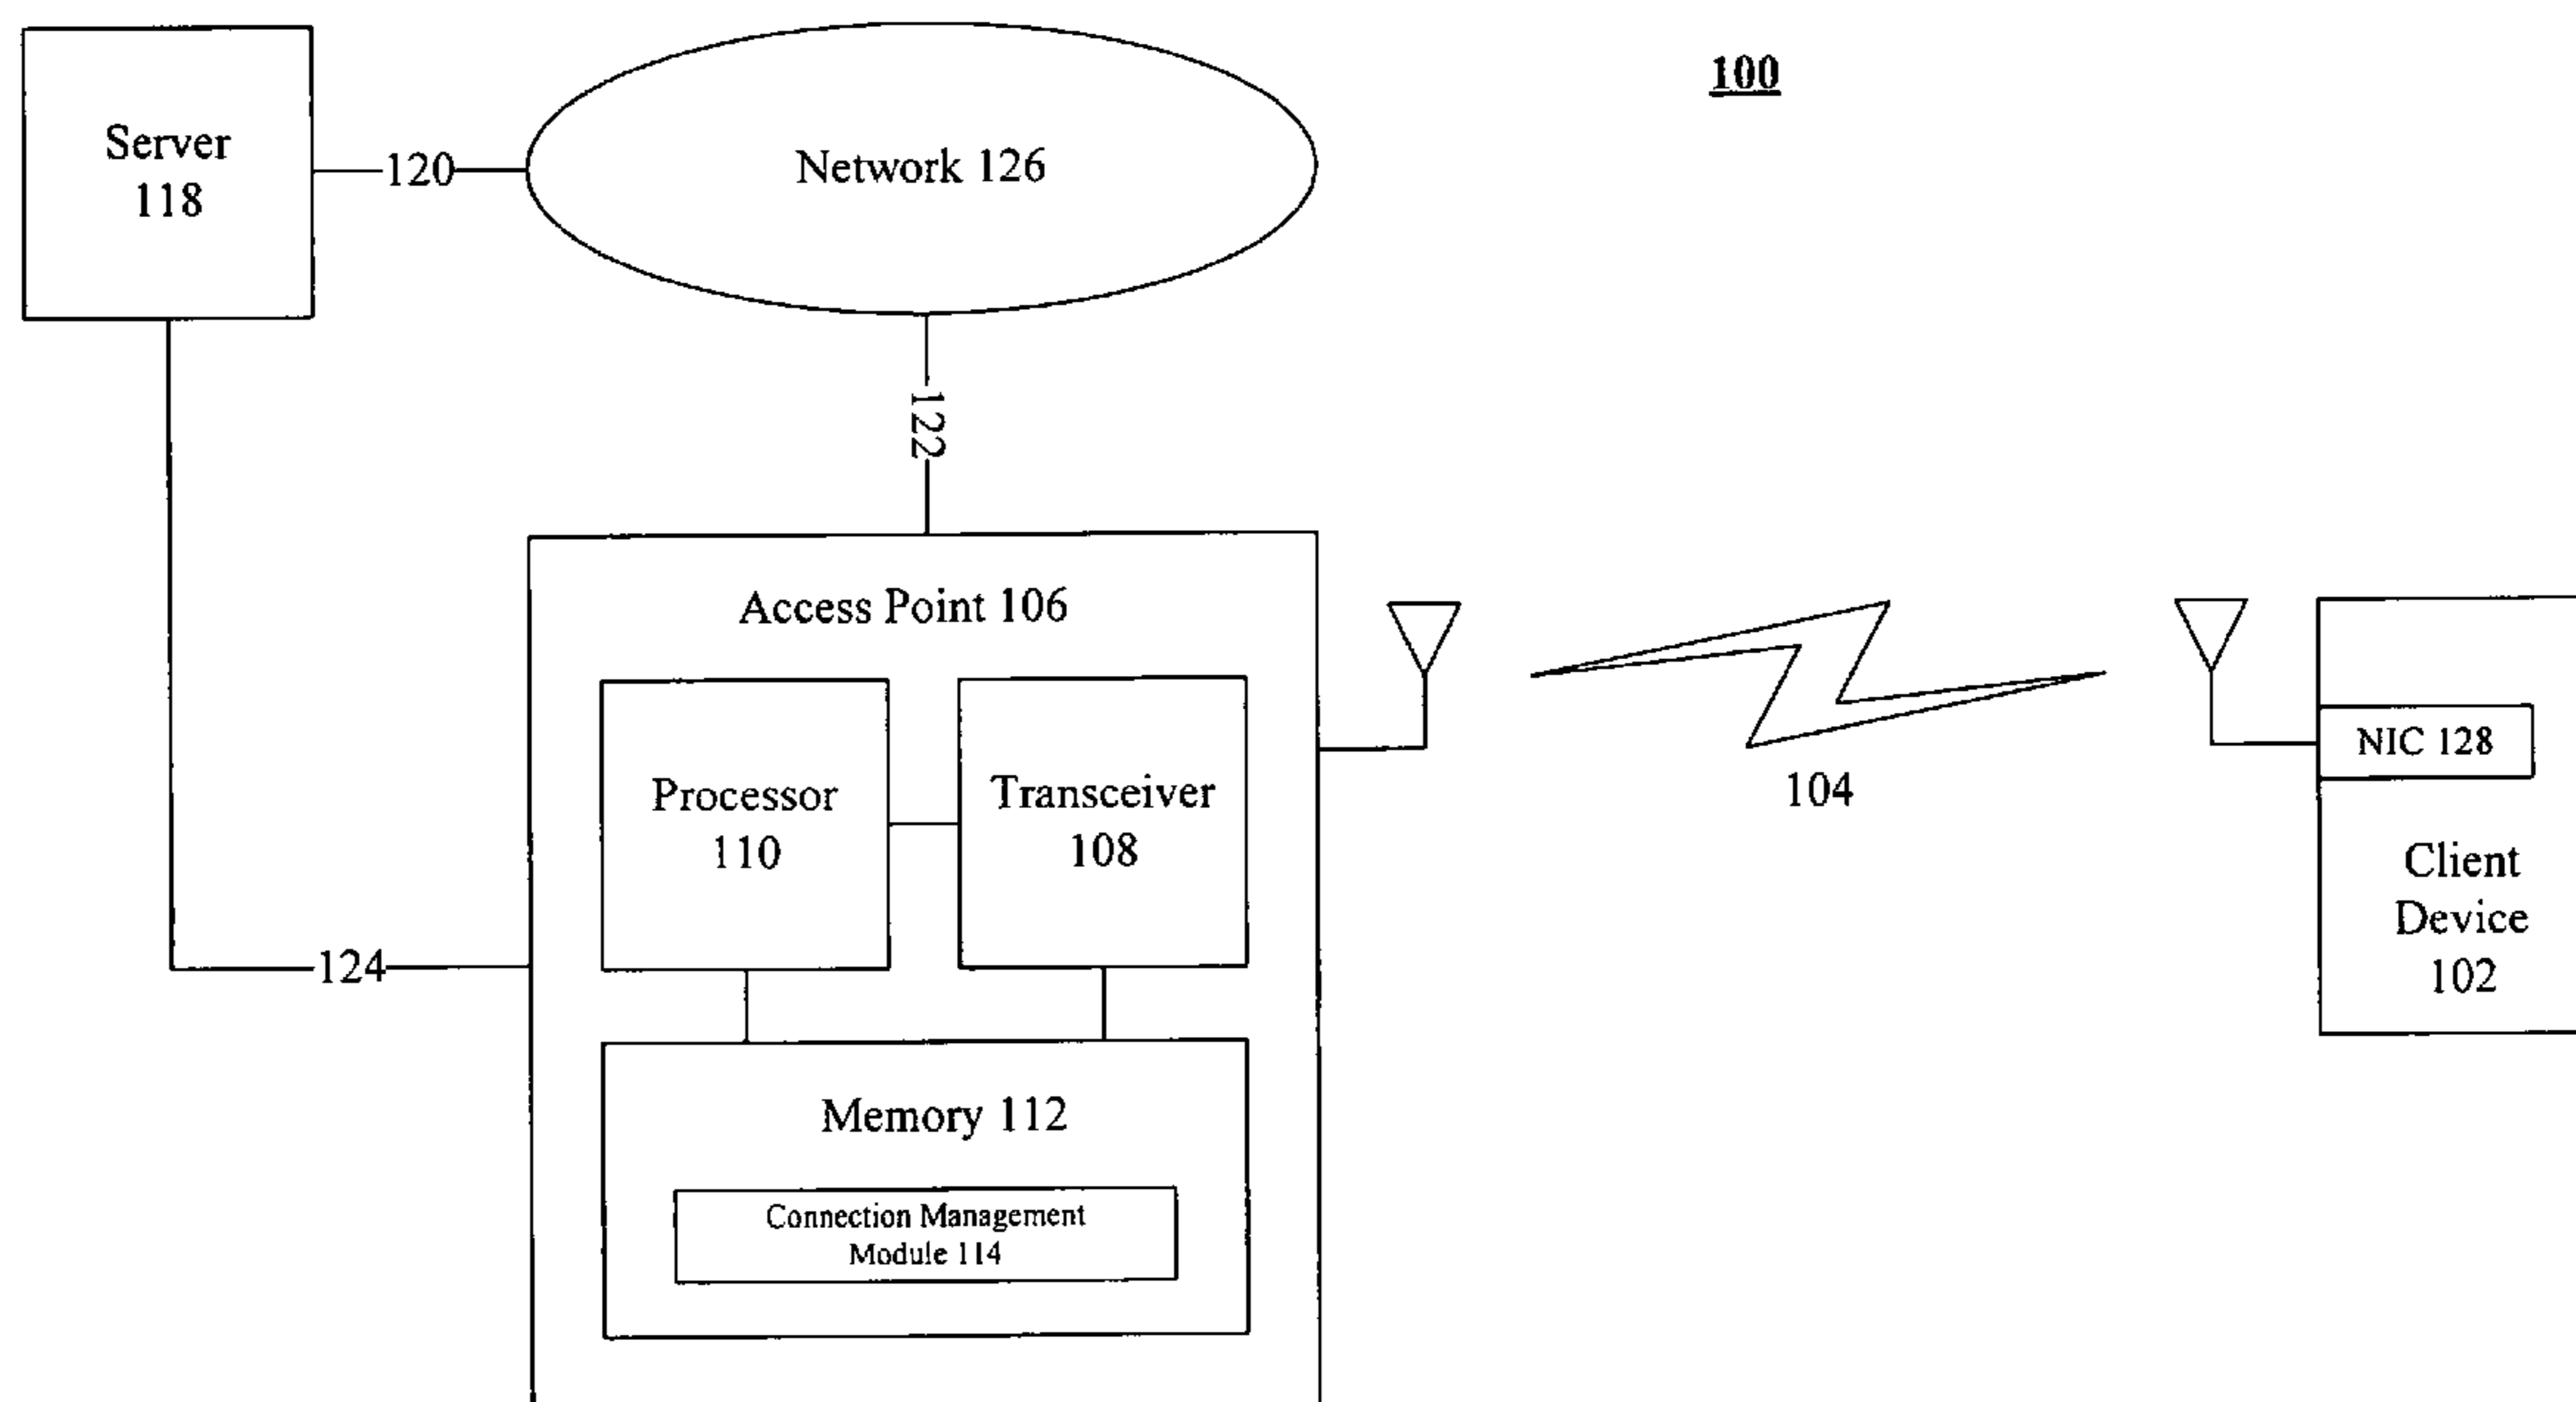 100
Server
118
120
Network 126
122
Access Point 106
Processor
110
Transceiver
108
104
NIC 128
Client
Device
102
124
Memory 112
Connection Management
Module 114